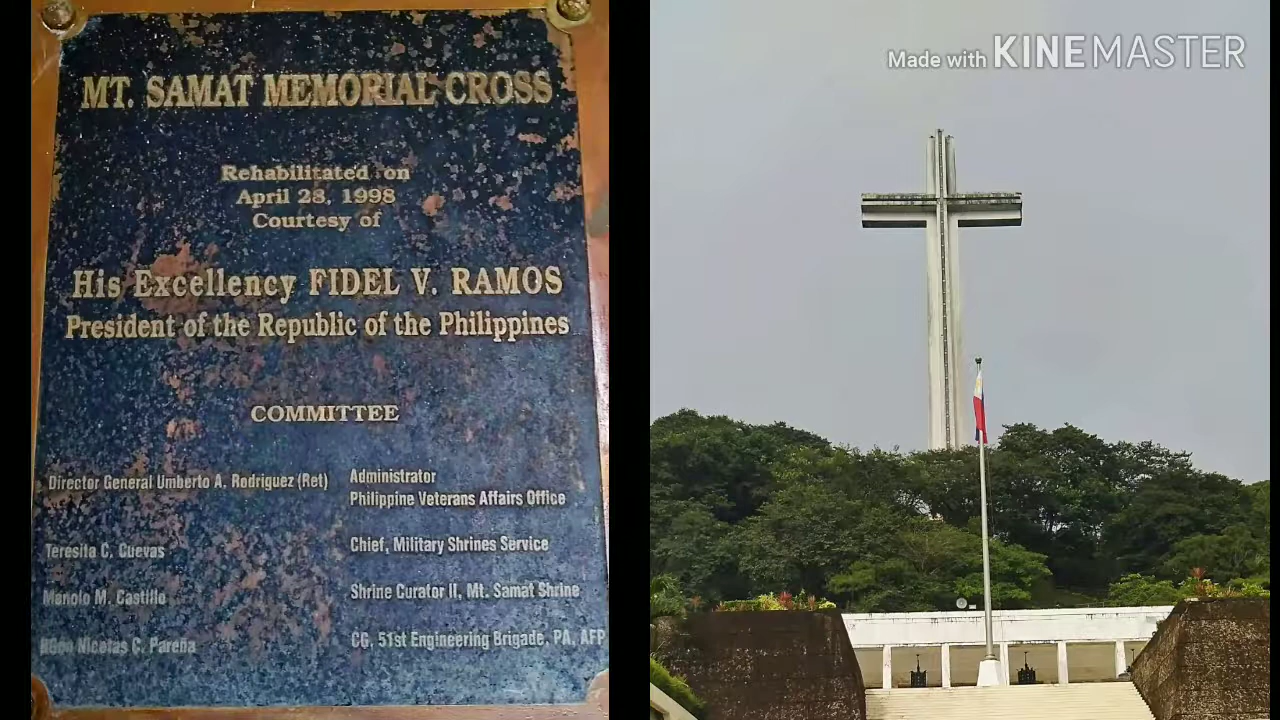 MT. SAMAT MEMORIAL CROSS
Rehabilitated on
April 28, 1998
Courtesy of
His Excellency FIDEL V. RAMOS
President of the Republic of the Philippines
COMMITTEE
Director General Umberto A. Rodriguez (Ret) Administrator
Philippine Veterans Affairs Office
Teresita C. Cuevas Chief, Military Shrines Service
Manolo M. Castillo Shrine Curator II, Mt. Samat Shrine
BGen Nicolas C. Pareña CG, 51st Engineering Brigade, PA, AFP
Made with KINEMASTER